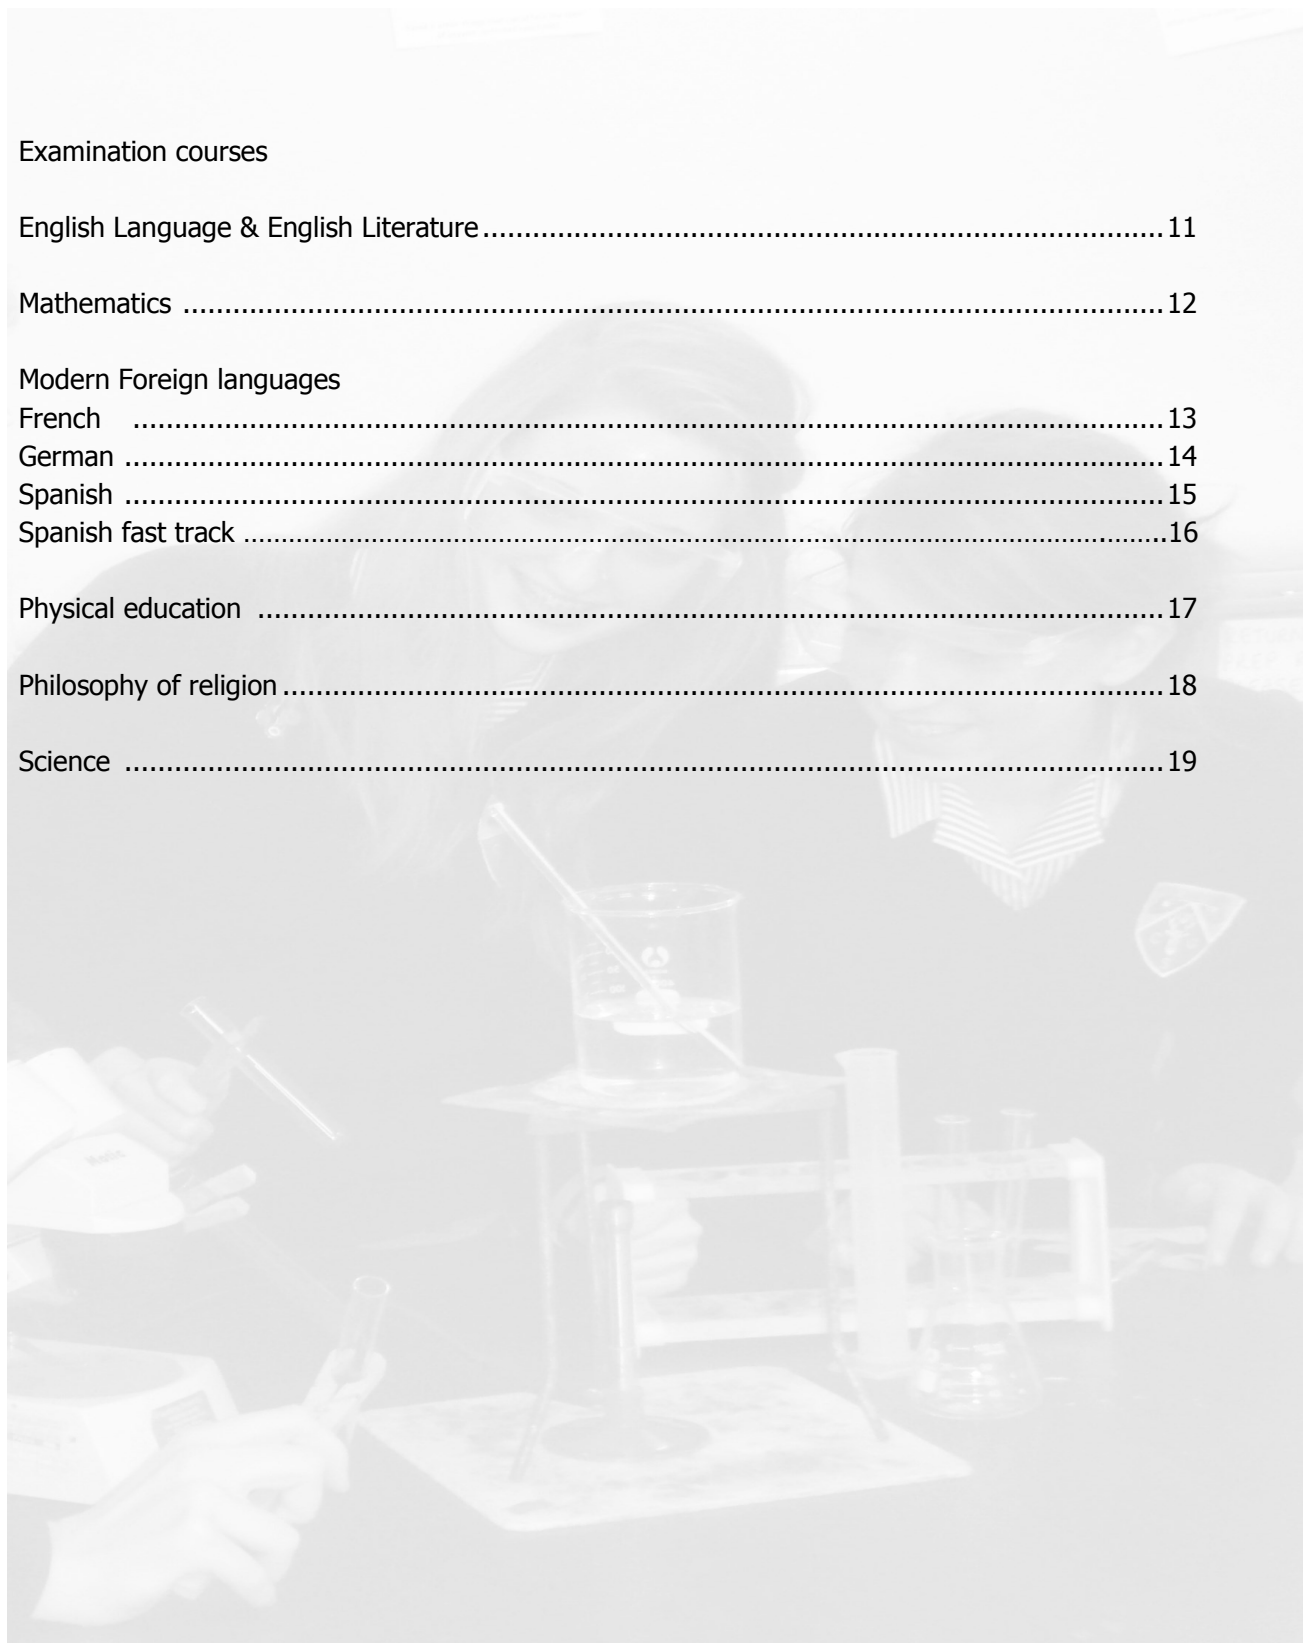 Examination courses
English Language & English Literature.................................................................................11
Mathematics .....................................................................................................................12
Modern Foreign languages
French ...........................................................................................................................13
German ............................................................................................................................14
Spanish ............................................................................................................................15
Spanish fast track ..............................................................................................................16
Physical education ............................................................................................................17
Philosophy of religion.........................................................................................................18
Science ............................................................................................................................19
Motic